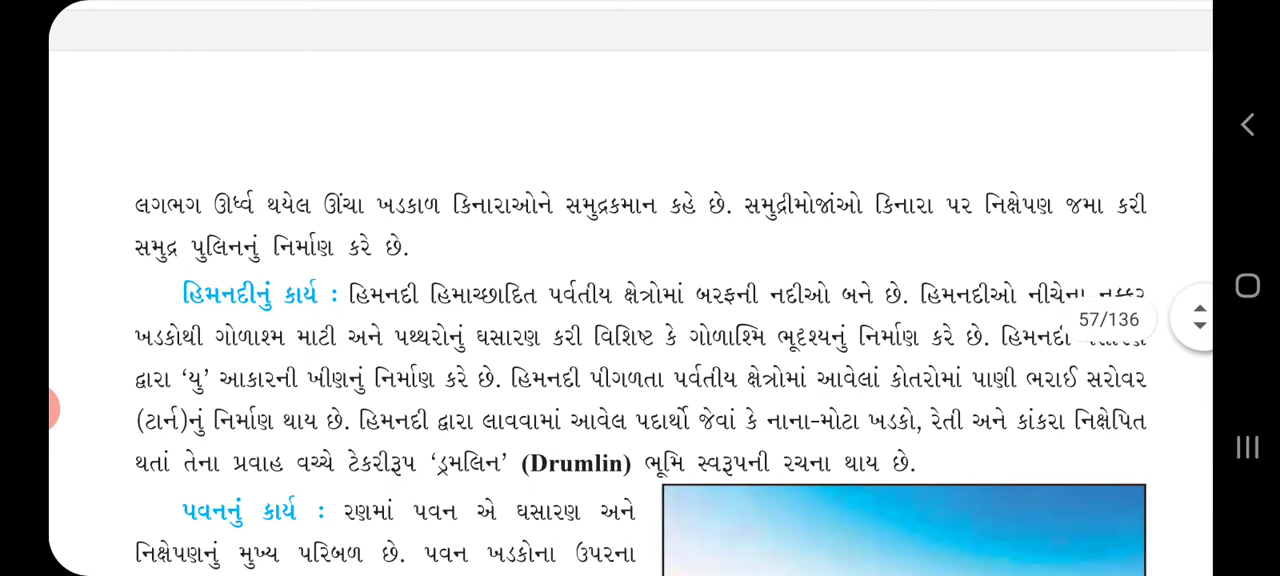 લગભગ ઊર્ધ્વ થયેલ ઊંચા ખડકાળ કિનારાઓને સમુદ્રકમાન કહે છે. સમુદ્રીમોજાંઓ કિનારા પર નિક્ષેપણ જમા કરી
સમુદ્ર પુલિનનું નિર્માણ કરે છે.
હિમનદીનું કાર્ય : હિમનદી હિમાચ્છાદિત પર્વતીય ક્ષેત્રોમાં બરફની નદીઓ બને છે. હિમનદીઓ નીચેના
57/136
ખડકોથી ગોળાશ્મ માટી અને પથ્થરોનું ઘસારણ કરી વિશિષ્ટ કે ગોળાશ્મિ ભૂદૃશ્યનું નિર્માણ કરે છે. હિમનદી
દ્વારા ‘યુ’ આકારની ખીણનું નિર્માણ કરે છે. હિમનદી પીગળતા પર્વતીય ક્ષેત્રોમાં આવેલાં કોતરોમાં પાણી ભરાઈ સરોવર
(ટાર્ન)નું નિર્માણ થાય છે. હિમનદી દ્વારા લાવવામાં આવેલ પદાર્થો જેવાં કે નાના-મોટા ખડકો, રેતી અને કાંકરા નિક્ષેપિત
થતાં તેના પ્રવાહ વચ્ચે ટેકરીરૂપ ‘ડ્રમલિન’ (Drumlin) ભૂમિ સ્વરૂપની રચના થાય છે.
પવનનું કાર્ય : રણમાં પવન એ ઘસારણ અને
નિક્ષેપણનું મુખ્ય પરિબળ છે. પવન ખડકોના ઉપરના